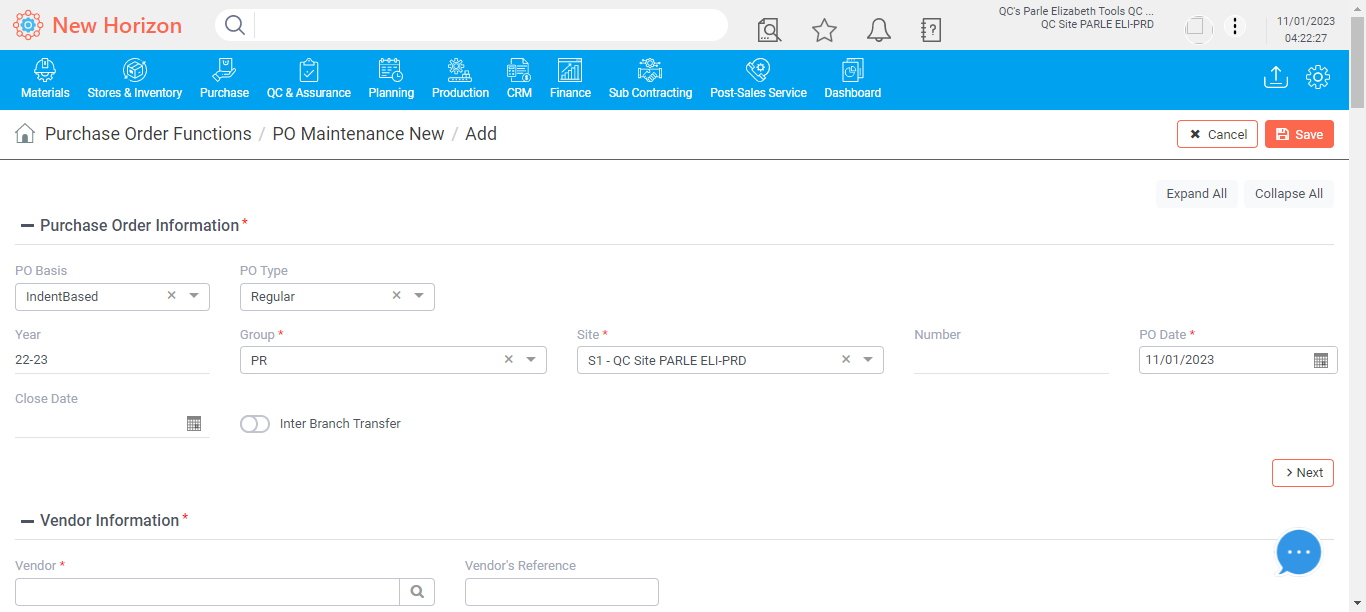 New Horizon
QC's Parle Elizabeth Tools QC ...
QC Site PARLE ELI-PRD
11/01/2023
04:22:27
Materials
Stores & Inventory
Purchase
QC & Assurance
Planning
Production
CRM
Finance
Sub Contracting
Post-Sales Service
Dashboard
Purchase Order Functions / PO Maintenance New / Add
Cancel
Save
Expand All
Collapse All
Purchase Order Information *
PO Basis
PO Type
IndentBased
Regular
Year
Group *
Site *
Number
PO Date *
22-23
PR
S1 - QC Site PARLE ELI-PRD
11/01/2023
Close Date
Inter Branch Transfer
Next
Vendor Information *
Vendor *
Vendor's Reference